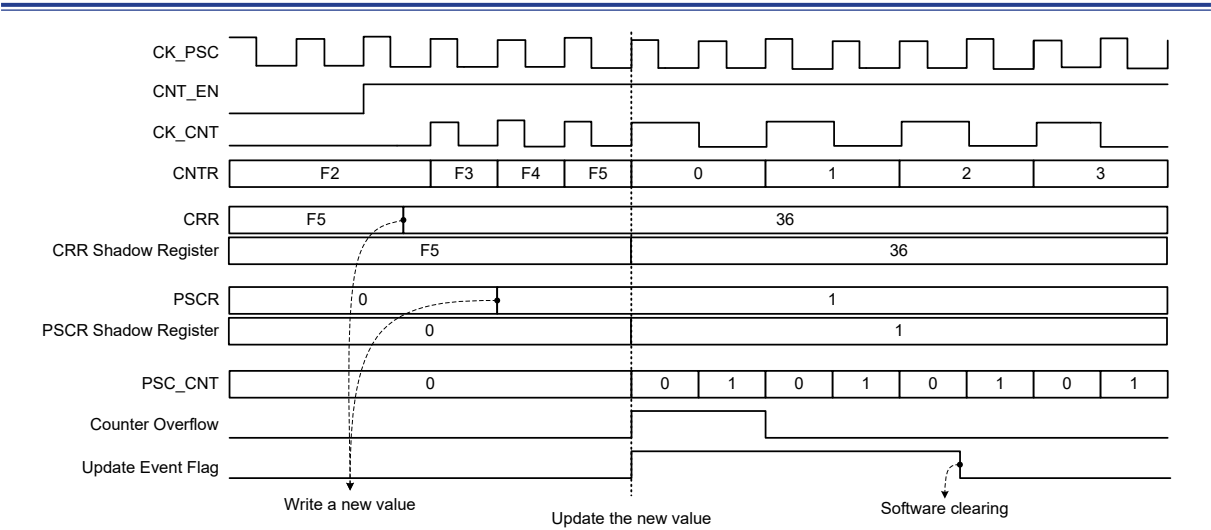 CK_PSC
CNT_EN
CK_CNT
CNTR F2 F3 F4 F5 0 1 2 3
CRR F5 36
CRR Shadow Register F5 36
PSCR 0 1
PSCR Shadow Register 0 1
PSC_CNT 0 0 1 0 1 0 1 0 1
Counter Overflow
Update Event Flag
Write a new value
Update the new value
Software clearing